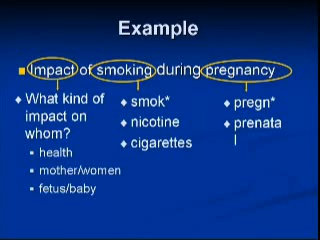 Example
Impact of smoking during pregnancy
What kind of
impact on
whom?
health
mother/women
fetus/baby
smok*
nicotine
cigarettes
pregn*
prenata
l